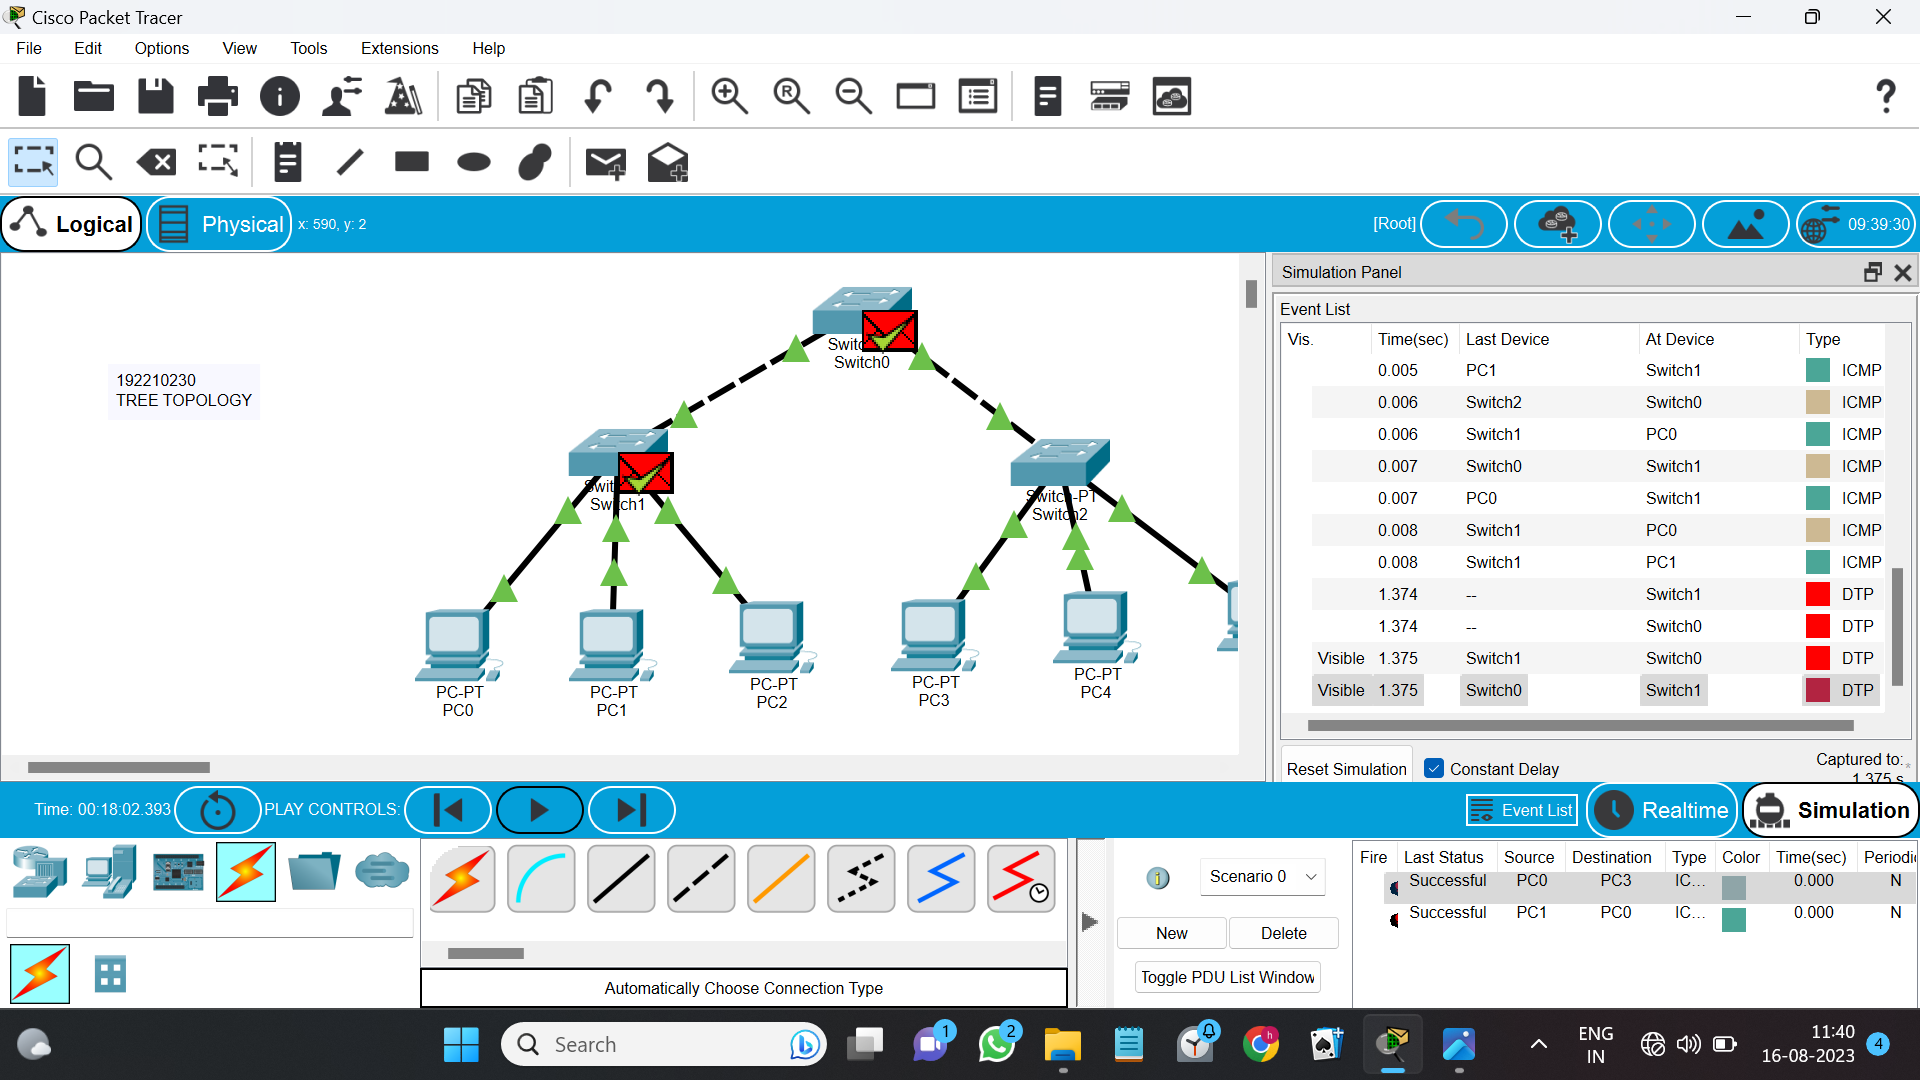 Cisco Packet Tracer
File Edit Options View Tools Extensions Help
Logical Physical x: 590, y: 2 [Root] 09:39:30
192210230
TREE TOPOLOGY
Switch0
Switch1
Switch-PT
Switch2
PC-PT
PC0
PC-PT
PC1
PC-PT
PC2
PC-PT
PC3
PC-PT
PC4
Simulation Panel
Event List
Vis. Time(sec) Last Device At Device Type
0.005 PC1 Switch1 ICMP
0.006 Switch2 Switch0 ICMP
0.006 Switch1 PC0 ICMP
0.007 Switch0 Switch1 ICMP
0.007 PC0 Switch1 ICMP
0.008 Switch1 PC0 ICMP
0.008 Switch1 PC1 ICMP
1.374 -- Switch1 DTP
1.374 -- Switch0 DTP
Visible 1.375 Switch1 Switch0 DTP
Visible 1.375 Switch0 Switch1 DTP
Reset Simulation Constant Delay Captured to:
1.375 s
Time: 00:18:02.393 PLAY CONTROLS: Event List Realtime Simulation
Scenario 0
New Delete
Toggle PDU List Window
Automatically Choose Connection Type
Fire Last Status Source Destination Type Color Time(sec) Periodic
Successful PC0 PC3 IC... 0.000 N
Successful PC1 PC0 IC... 0.000 N
Search
1
2
h
ENG
IN
11:40
16-08-2023
4